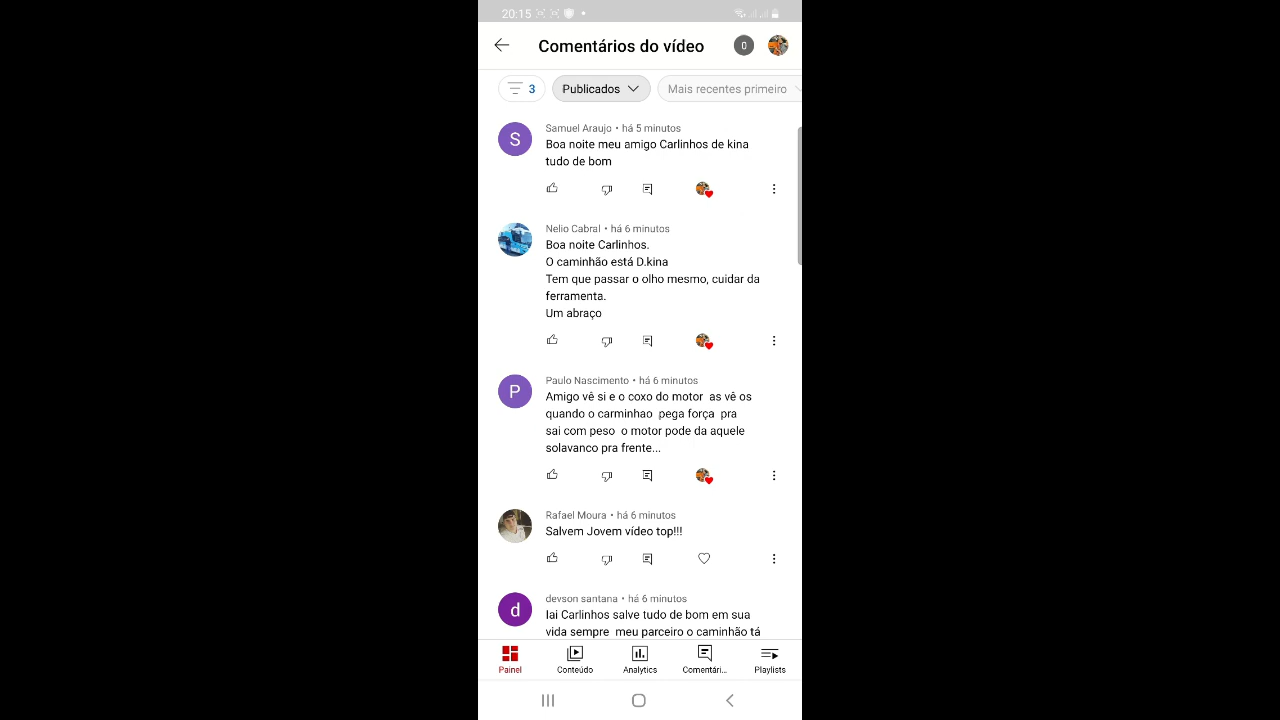 20:15
Comentários do vídeo
0
3
Publicados
Mais recentes primeiro
S
Samuel Araujo • há 5 minutos
Boa noite meu amigo Carlinhos de kina
tudo de bom
Nelio Cabral • há 6 minutos
Boa noite Carlinhos.
O caminhão está D.kina
Tem que passar o olho mesmo, cuidar da
ferramenta.
Um abraço
P
Paulo Nascimento • há 6 minutos
Amigo vê si e o coxo do motor as vê os
quando o carminhao pega força pra
sai com peso o motor pode da aquele
solavanco pra frente...
Rafael Moura • há 6 minutos
Salvem Jovem vídeo top!!!
d
devson santana • há 6 minutos
Iai Carlinhos salve tudo de bom em sua
vida sempre meu parceiro o caminhão tá
Painel
Conteúdo
Analytics
Comentári...
Playlists